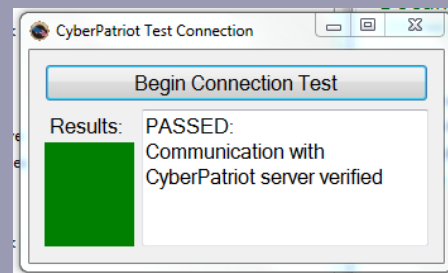 CyberPatriot Test Connection
Begin Connection Test
Results:
PASSED:
Communication with
CyberPatriot server verified